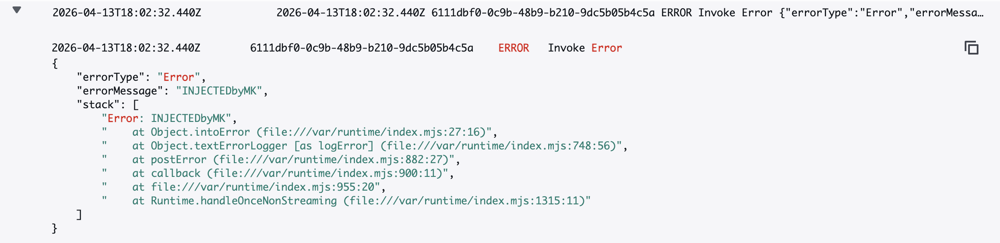 2026-04-13T18:02:32.440Z 2026-04-13T18:02:32.440Z 6111dbf0-0c9b-48b9-b210-9dc5b05b4c5a ERROR Invoke Error {"errorType":"Error","errorMessa…
2026-04-13T18:02:32.440Z 6111dbf0-0c9b-48b9-b210-9dc5b05b4c5a ERROR Invoke Error
{
    "errorType": "Error",
    "errorMessage": "INJECTEDbyMK",
    "stack": [
        "Error: INJECTEDbyMK",
        "    at Object.intoError (file:///var/runtime/index.mjs:27:16)",
        "    at Object.textErrorLogger [as logError] (file:///var/runtime/index.mjs:748:56)",
        "    at postError (file:///var/runtime/index.mjs:882:27)",
        "    at callback (file:///var/runtime/index.mjs:900:11)",
        "    at file:///var/runtime/index.mjs:955:20",
        "    at Runtime.handleOnceNonStreaming (file:///var/runtime/index.mjs:1315:11)"
    ]
}